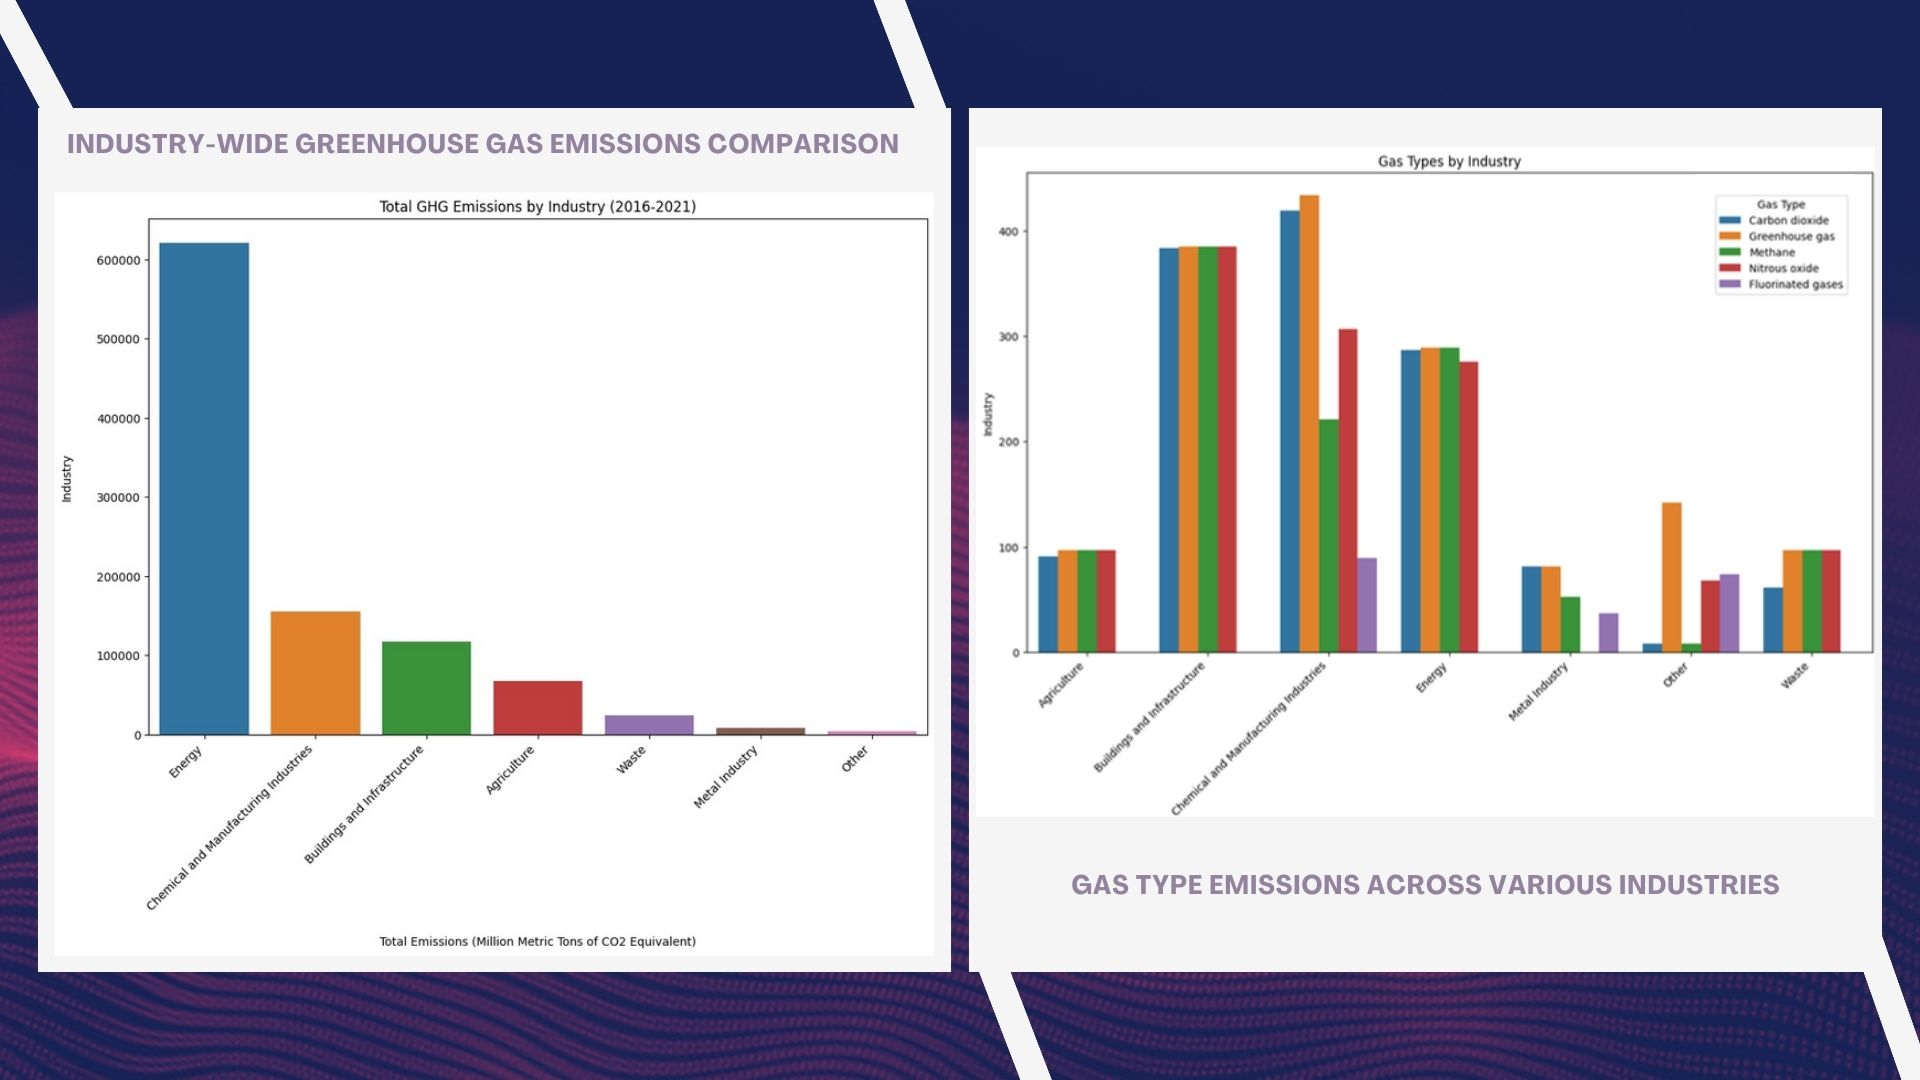 INDUSTRY-WIDE GREENHOUSE GAS EMISSIONS COMPARISON
Total GHG Emissions by Industry (2016-2021)
600000
500000
400000
300000
200000
100000
0
Industry
Energy
Chemical and Manufacturing Industries
Buildings and Infrastructure
Agriculture
Waste
Metal Industry
Other
Total Emissions (Million Metric Tons of CO2 Equivalent)
Gas Types by Industry
Gas Type
Carbon dioxide
Greenhouse gas
Methane
Nitrous oxide
Fluorinated gases
400
300
200
100
0
Industry
Agriculture
Buildings and Infrastructure
Chemical and Manufacturing Industries
Energy
Metal Industry
Other
Waste
GAS TYPE EMISSIONS ACROSS VARIOUS INDUSTRIES